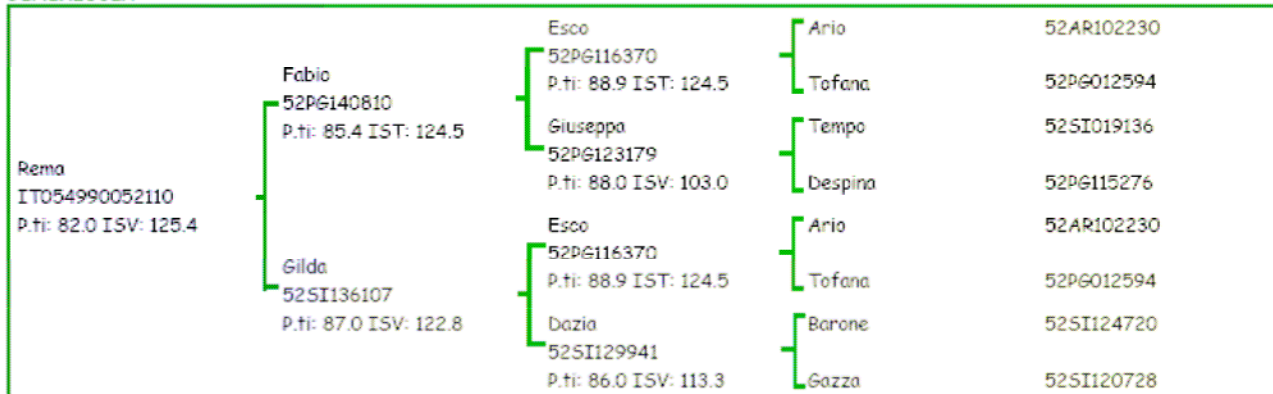 Esco
52PG116370
P.ti: 88.9 IST: 124.5
Ario 52AR102230
Tofana 52PG012594
Fabio
52PG140810
P.ti: 85.4 IST: 124.5
Giuseppa
52PG123179
P.ti: 88.0 ISV: 103.0
Tempo 52SI019136
Despina 52PG115276
Rema
IT054990052110
P.ti: 82.0 ISV: 125.4
Esco
52PG116370
P.ti: 88.9 IST: 124.5
Ario 52AR102230
Tofana 52PG012594
Gilda
52SI136107
P.ti: 87.0 ISV: 122.8
Dazia
52SI129941
P.ti: 86.0 ISV: 113.3
Barone 52SI124720
Gazza 52SI120728